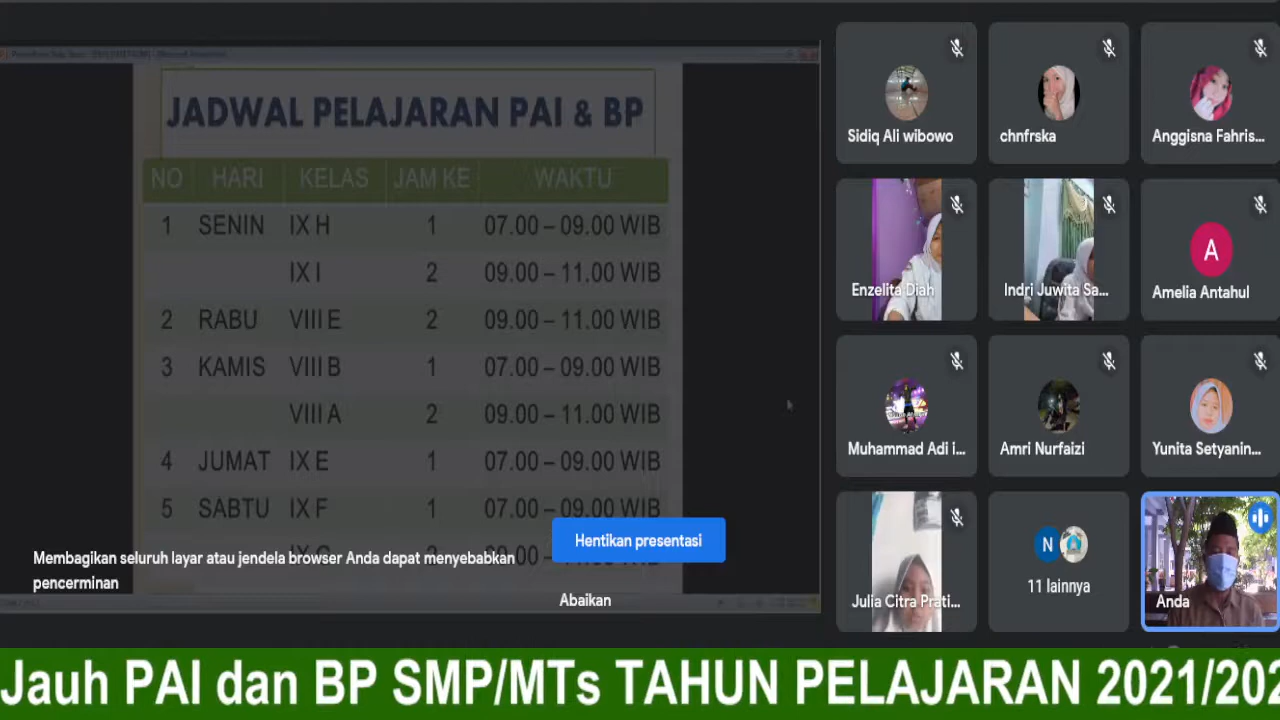 JADWAL PELAJARAN PAI & BP
NO HARI KELAS JAM KE WAKTU
1 SENIN IX H 1 07.00 – 09.00 WIB
IX I 2 09.00 – 11.00 WIB
2 RABU VIII E 2 09.00 – 11.00 WIB
3 KAMIS VIII B 1 07.00 – 09.00 WIB
VIII A 2 09.00 – 11.00 WIB
4 JUMAT IX E 1 07.00 – 09.00 WIB
5 SABTU IX F 1 07.00 – 09.00 WIB
Membagikan seluruh layar atau jendela browser Anda dapat menyebabkan
pencerminan
Hentikan presentasi
Abaikan
Sidiq Ali wibowo
chnfrska
Anggisna Fahris...
Enzelita Diah
Indri Juwita Sa...
A
Amelia Antahul
Muhammad Adi i...
Amri Nurfaizi
Yunita Setyanin...
Julia Citra Prati...
N
11 lainnya
Anda
Jauh PAI dan BP SMP/MTs TAHUN PELAJARAN 2021/202